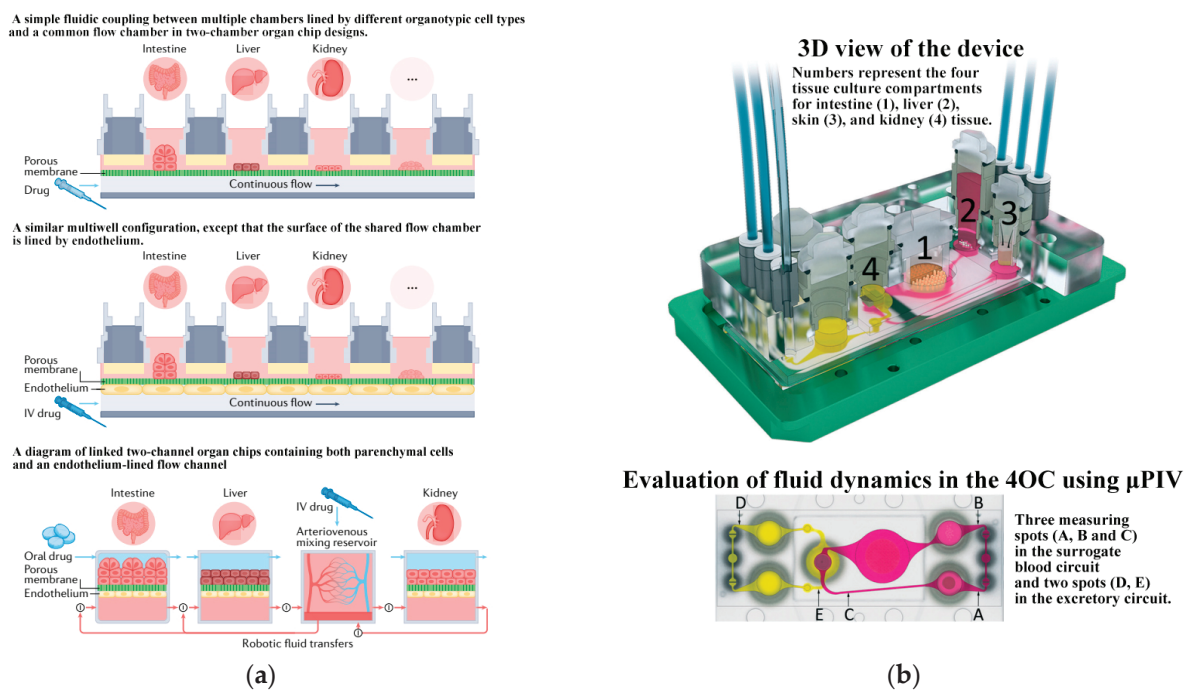 A simple fluidic coupling between multiple chambers lined by different organotypic cell types
and a common flow chamber in two-chamber organ chip designs.
Intestine
Liver
Kidney
...
Porous
membrane
Drug
Continuous flow
A similar multiwell configuration, except that the surface of the shared flow chamber
is lined by endothelium.
Intestine
Liver
Kidney
...
Porous
membrane
Endothelium
IV drug
Continuous flow
A diagram of linked two-channel organ chips containing both parenchymal cells
and an endothelium-lined flow channel
Intestine
Liver
IV drug
Kidney
Arteriovenous
mixing reservoir
Oral drug
Porous
membrane
Endothelium
Robotic fluid transfers
(a)
3D view of the device
Numbers represent the four
tissue culture compartments
for intestine (1), liver (2),
skin (3), and kidney (4) tissue.
2
3
1
4
Evaluation of fluid dynamics in the 4OC using µPIV
D
B
E
C
A
Three measuring
spots (A, B and C)
in the surrogate
blood circuit
and two spots (D, E)
in the excretory circuit.
(b)